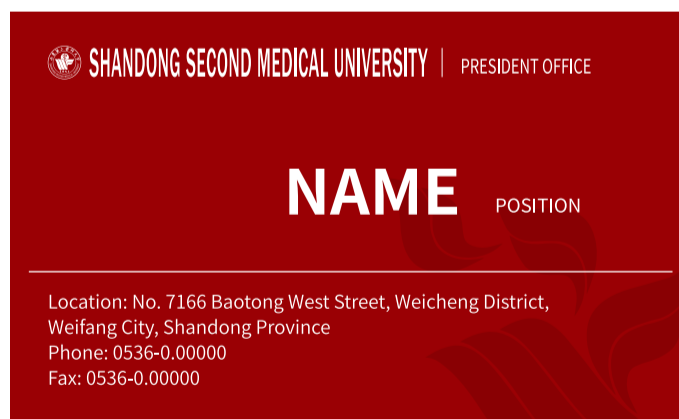 SHANDONG SECOND MEDICAL UNIVERSITY | PRESIDENT OFFICE
NAME POSITION
Location: No. 7166 Baotong West Street, Weicheng District,
Weifang City, Shandong Province
Phone: 0536-0.00000
Fax: 0536-0.00000